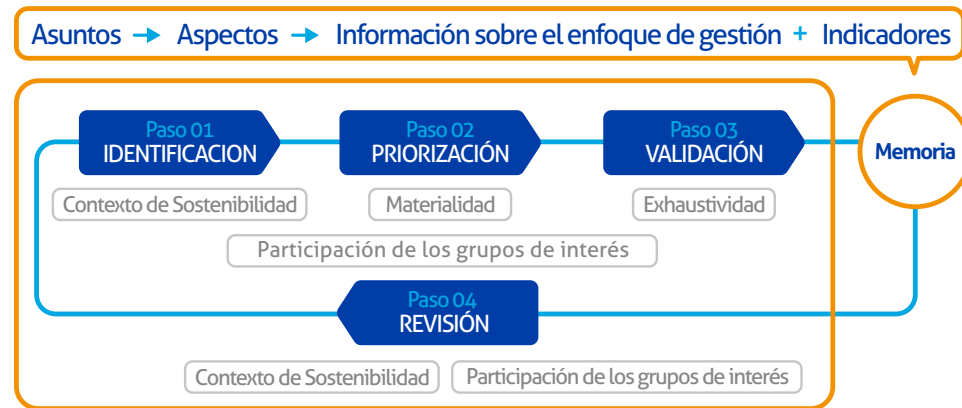 Asuntos → Aspectos → Información sobre el enfoque de gestión + Indicadores
Paso 01
IDENTIFICACION
Paso 02
PRIORIZACIÓN
Paso 03
VALIDACIÓN
Memoria
Contexto de Sostenibilidad
Materialidad
Exhaustividad
Participación de los grupos de interés
Paso 04
REVISIÓN
Contexto de Sostenibilidad
Participación de los grupos de interés